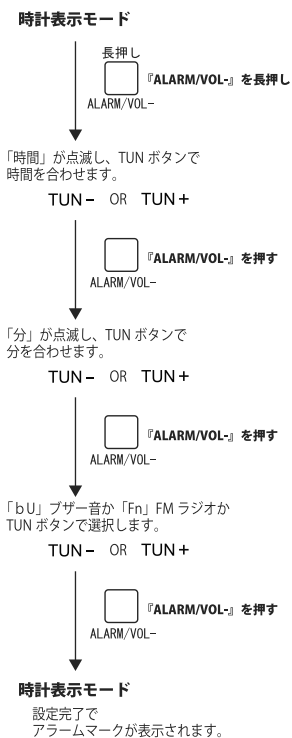 時計表示モード
長押し
『ALARM/VOL-』を長押し
ALARM/VOL−
「時間」が点滅し、TUN ボタンで
時間を合わせます。
TUN− OR TUN+
『ALARM/VOL-』を押す
ALARM/VOL−
「分」が点滅し、TUN ボタンで
分を合わせます。
TUN− OR TUN+
『ALARM/VOL-』を押す
ALARM/VOL−
「ｂU」ブザー音か「Fn」FM ラジオか
TUN ボタンで選択します。
TUN− OR TUN+
『ALARM/VOL-』を押す
ALARM/VOL−
時計表示モード
設定完了で
アラームマークが表示されます。